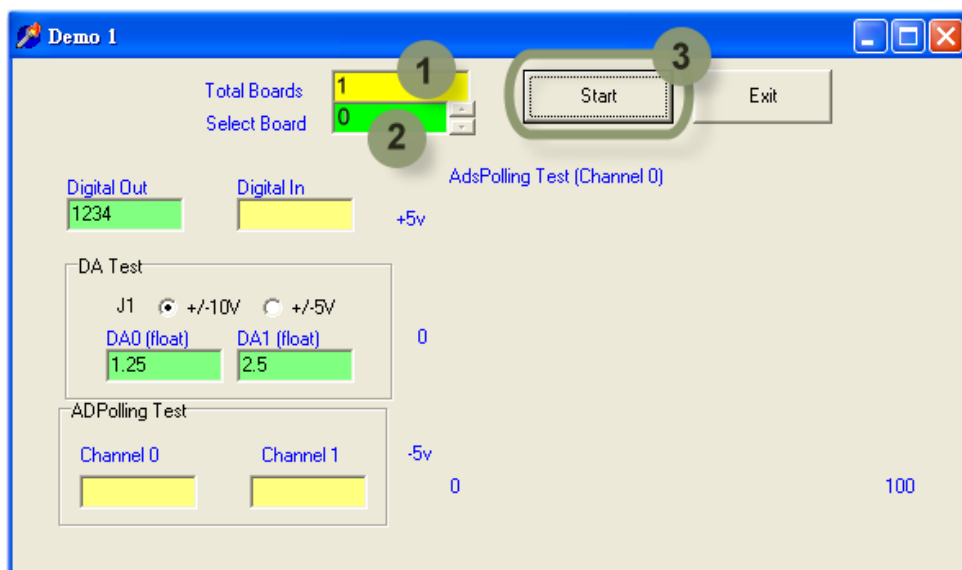 Demo 1
Total Boards 1 1
Select Board 0 2
Start 3
Exit
AdsPolling Test (Channel 0)
Digital Out
Digital In
1234
+5v
DA Test
J1 +/-10V +/-5V
DA0 (float) DA1 (float)
1.25 2.5
0
ADPolling Test
Channel 0 Channel 1
-5v
0 100